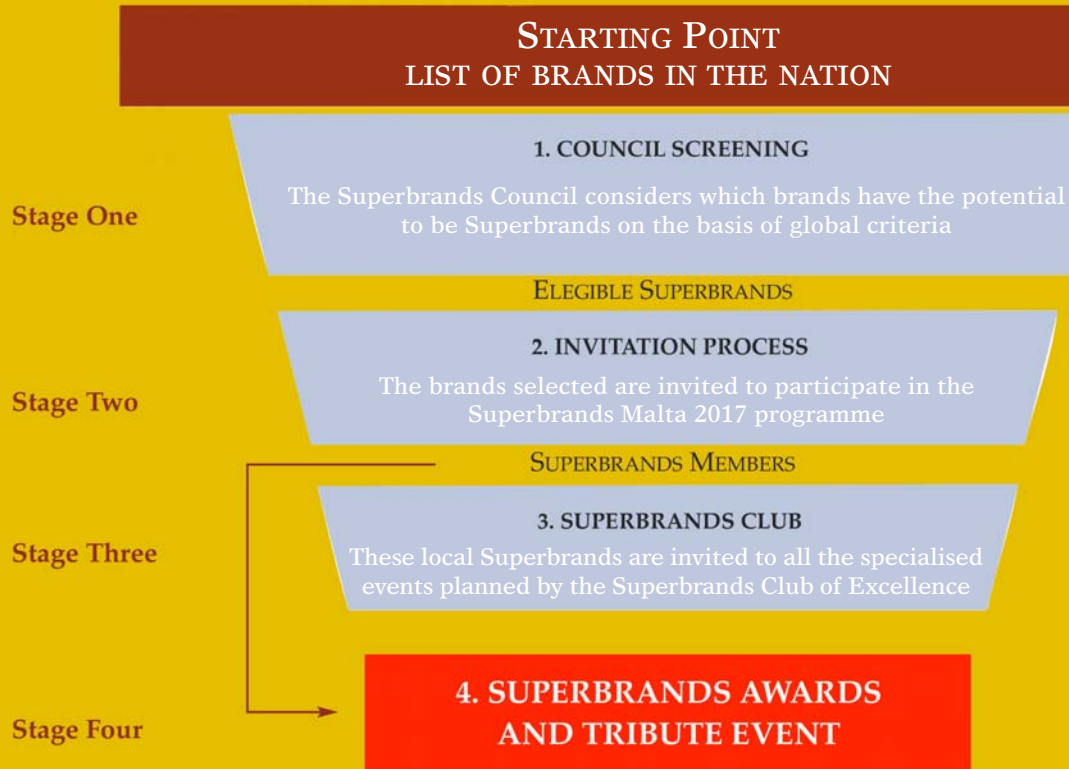 STARTING POINT
LIST OF BRANDS IN THE NATION
1. COUNCIL SCREENING
Stage One
The Superbrands Council considers which brands have the potential
to be Superbrands on the basis of global criteria
ELEGIBLE SUPERBRANDS
2. INVITATION PROCESS
Stage Two
The brands selected are invited to participate in the
Superbrands Malta 2017 programme
SUPERBRANDS MEMBERS
3. SUPERBRANDS CLUB
Stage Three
These local Superbrands are invited to all the specialised
events planned by the Superbrands Club of Excellence
Stage Four
4. SUPERBRANDS AWARDS
AND TRIBUTE EVENT